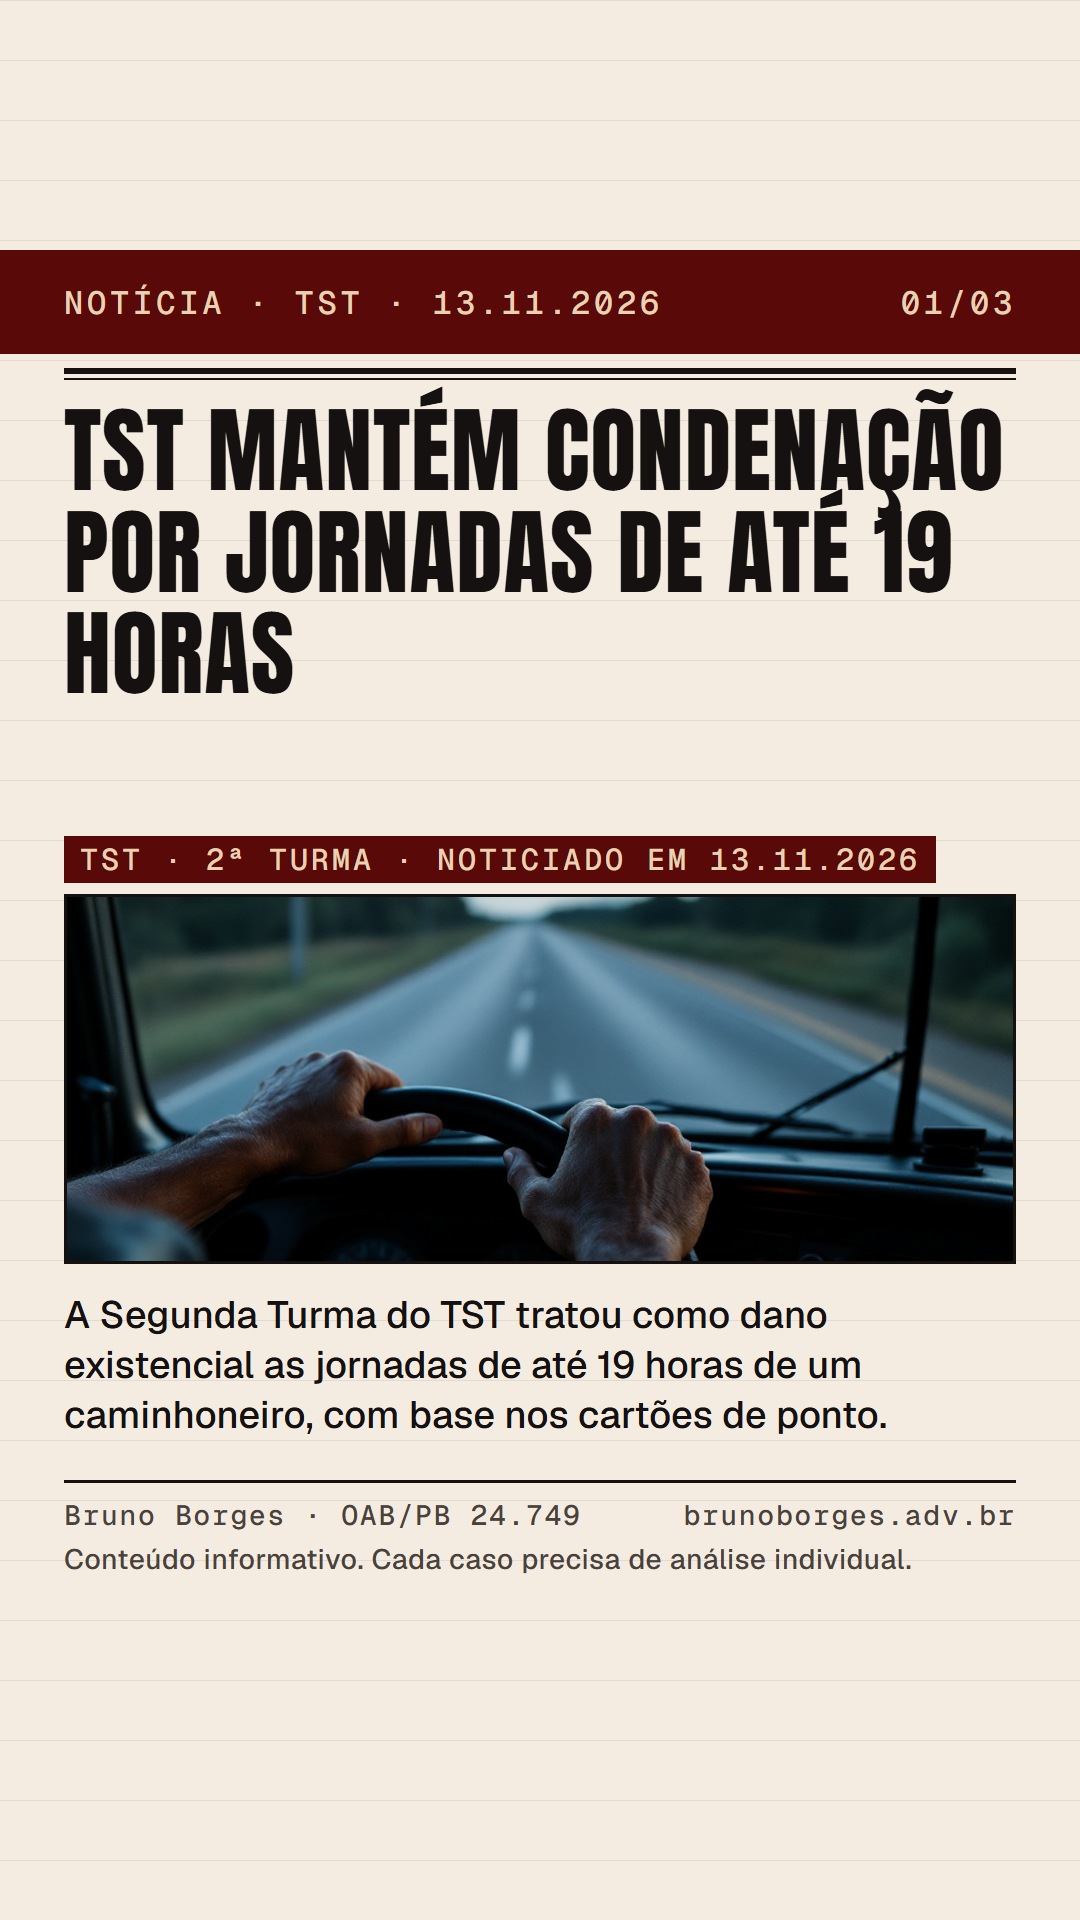 NOTÍCIA · TST · 13.11.2026 01/03
TST MANTÉM CONDENAÇÃO
POR JORNADAS DE ATÉ 19
HORAS
TST · 2ª TURMA · NOTICIADO EM 13.11.2026
A Segunda Turma do TST tratou como dano
existencial as jornadas de até 19 horas de um
caminhoneiro, com base nos cartões de ponto.
Bruno Borges · OAB/PB 24.749 brunoborges.adv.br
Conteúdo informativo. Cada caso precisa de análise individual.